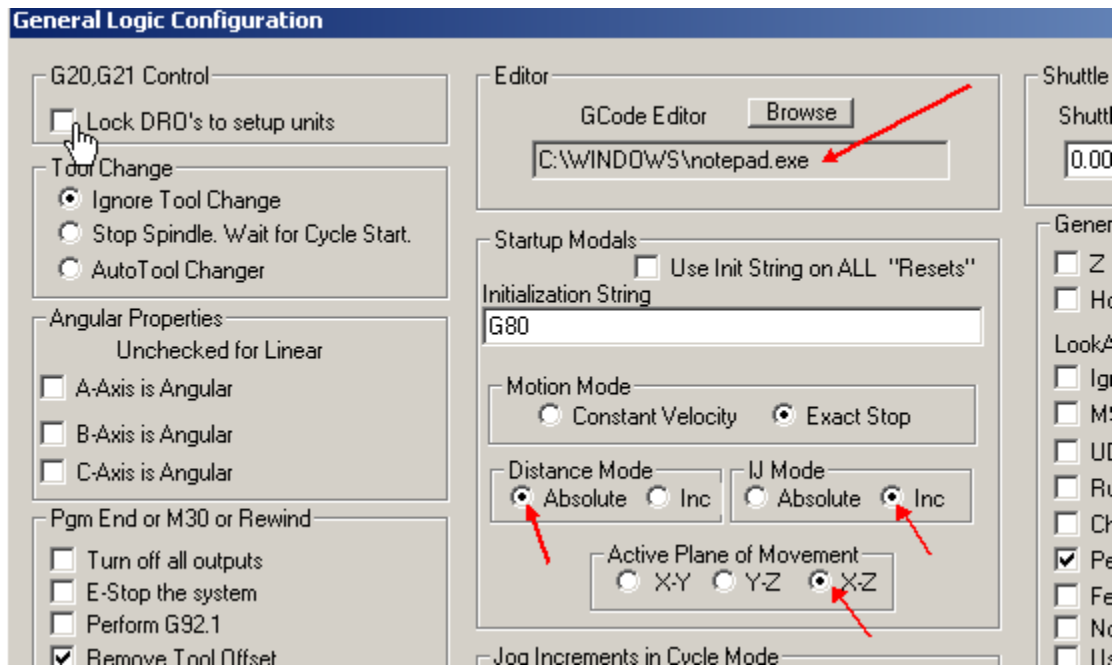 General Logic Configuration
G20,G21 Control
Lock DRO's to setup units
Tool Change
Ignore Tool Change
Stop Spindle. Wait for Cycle Start.
AutoTool Changer
Angular Properties
Unchecked for Linear
A-Axis is Angular
B-Axis is Angular
C-Axis is Angular
Pgm End or M30 or Rewind
Turn off all outputs
E-Stop the system
Perform G92.1
Remove Tool Offset
Editor
GCode Editor Browse
C:\WINDOWS\notepad.exe
Startup Modals
Use Init String on ALL "Resets"
Initialization String
G80
Motion Mode
Constant Velocity Exact Stop
Distance Mode IJ Mode
Absolute Inc Absolute Inc
Active Plane of Movement
X-Y Y-Z X-Z
Jog Increments in Cycle Mode
Shuttle
0.00
Z